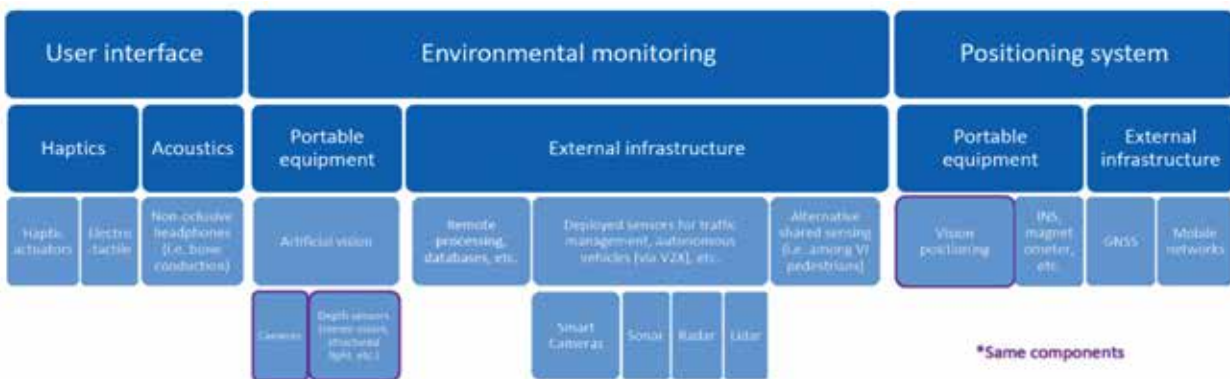 User interface
Environmental monitoring
Positioning system
Haptics
Acoustics
Portable
equipment
External infrastructure
Portable
equipment
External
infrastructure
Haptic
actuators
Electro
-tactile
Non-oclusive
headphones
(i.e. bone
conduction)
Artificial vision
Remote
processing,
databases, etc.
Deployed sensors for traffic
management, autonomous
vehicles (via V2X), etc.
Alternative
shared sensing
(i.e. among VI
pedestrians)
Vision
positioning
INS,
magnet
ometer,
etc.
GNSS
Mobile
networks
Cameras
Depth sensors
(stereo vision,
structured
light, etc.)
Smart
Cameras
Sonar
Radar
Lidar
*Same components